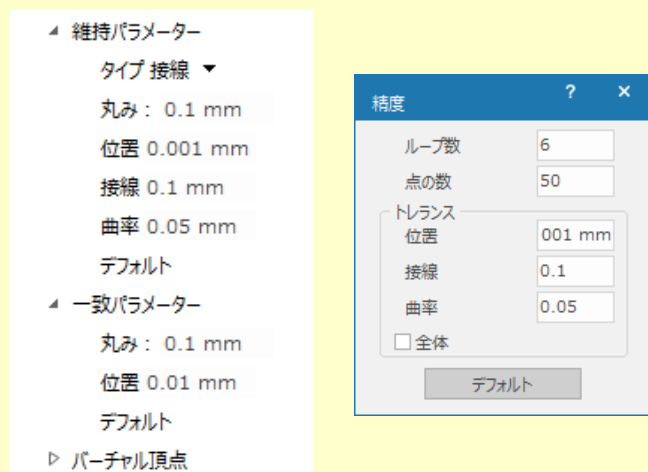 維持パラメーター
タイプ 接線
丸み： 0.1 mm
位置 0.001 mm
接線 0.1 mm
曲率 0.05 mm
デフォルト
一致パラメーター
丸み： 0.1 mm
位置 0.01 mm
デフォルト
バーチャル頂点
精度 ? ×
ループ数 6
点の数 50
トレランス
位置 001 mm
接線 0.1
曲率 0.05
全体
デフォルト